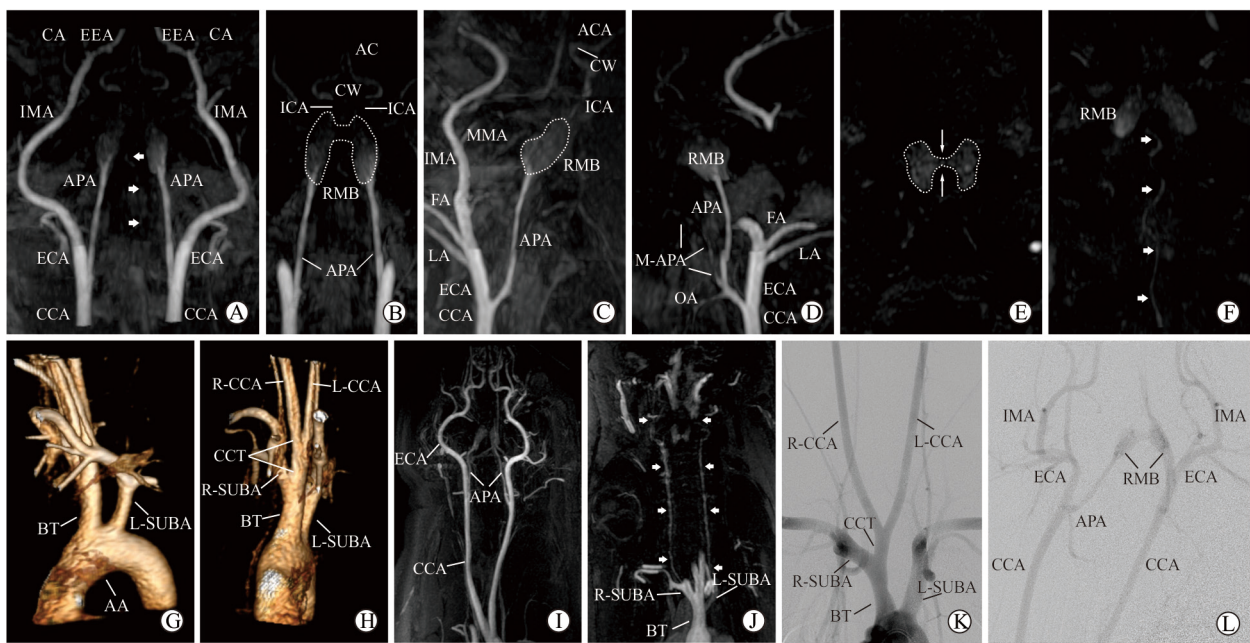 CA EEA EEA CA
IMA IMA
APA APA
ECA ECA
CCA CCA
A
AC
CW
ICA ICA
RMB
APA
B
ACA
CW
ICA
MMA
IMA
RMB
FA
APA
LA
ECA
CCA
C
RMB
APA
FA
M-APA
LA
OA
ECA
CCA
D
E
RMB
F
BT
L-SUBA
AA
G
R-CCA
L-CCA
CCT
R-SUBA
BT
L-SUBA
H
ECA
APA
CCA
I
R-SUBA
L-SUBA
BT
J
R-CCA
L-CCA
CCT
R-SUBA
L-SUBA
BT
K
IMA IMA
ECA RMB ECA
APA
CCA CCA
L